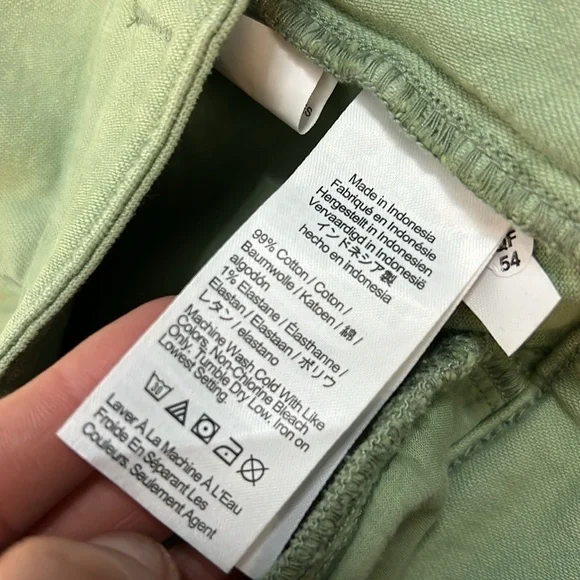 Made in Indonesia
Fabriqué en Indonésie
Hergestellt in Indonesien
Vervaardigd in Indonesien
インドネシア製
hecho en Indonesia
99% Cotton / Coton /
Baumwolle / Katoen / 綿 /
algodón
1% Elastane / Élasthanne /
Elastan / Elastaan / ポリウ
レタン / elastano
Machine Wash Cold With Like
Colors. Non-Chlorine Bleach
Only. Tumble Dry Low. Iron on
Lowest Setting.
30
Laver À La Machine À L'Eau
Froide En Séparant Les
Couleurs. Seulement Agent
54